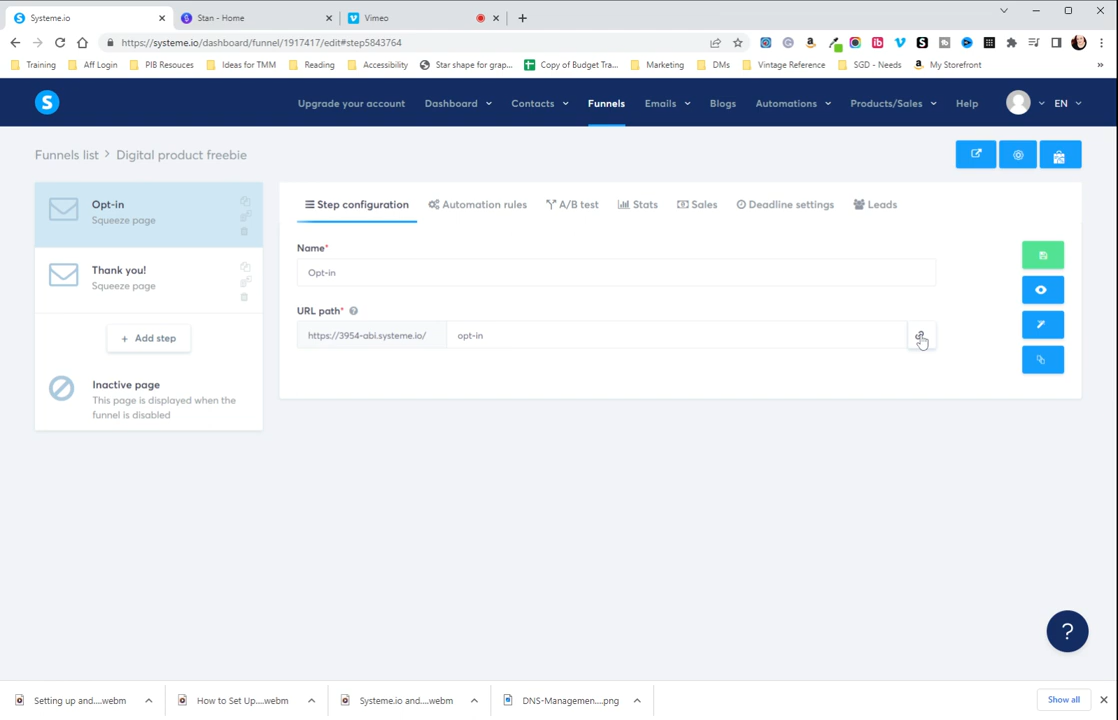 Systeme.io
Stan - Home
Vimeo
https://systeme.io/dashboard/funnel/1917417/edit#step5843764
Training
Aff Login
PIB Resouces
Ideas for TMM
Reading
Accessibility
Star shape for grap...
Copy of Budget Tra...
Marketing
DMs
Vintage Reference
SGD - Needs
My Storefront
»
S
Upgrade your account
Dashboard
Contacts
Funnels
Emails
Blogs
Automations
Products/Sales
Help
EN
Funnels list > Digital product freebie
Opt-in
Squeeze page
Thank you!
Squeeze page
+ Add step
Inactive page
This page is displayed when the
funnel is disabled
Step configuration
Automation rules
A/B test
Stats
Sales
Deadline settings
Leads
Name*
Opt-in
URL path* ?
https://3954-abi.systeme.io/
opt-in
?
Setting up and....webm
How to Set Up....webm
Systeme.io and....webm
DNS-Managemen....png
Show all